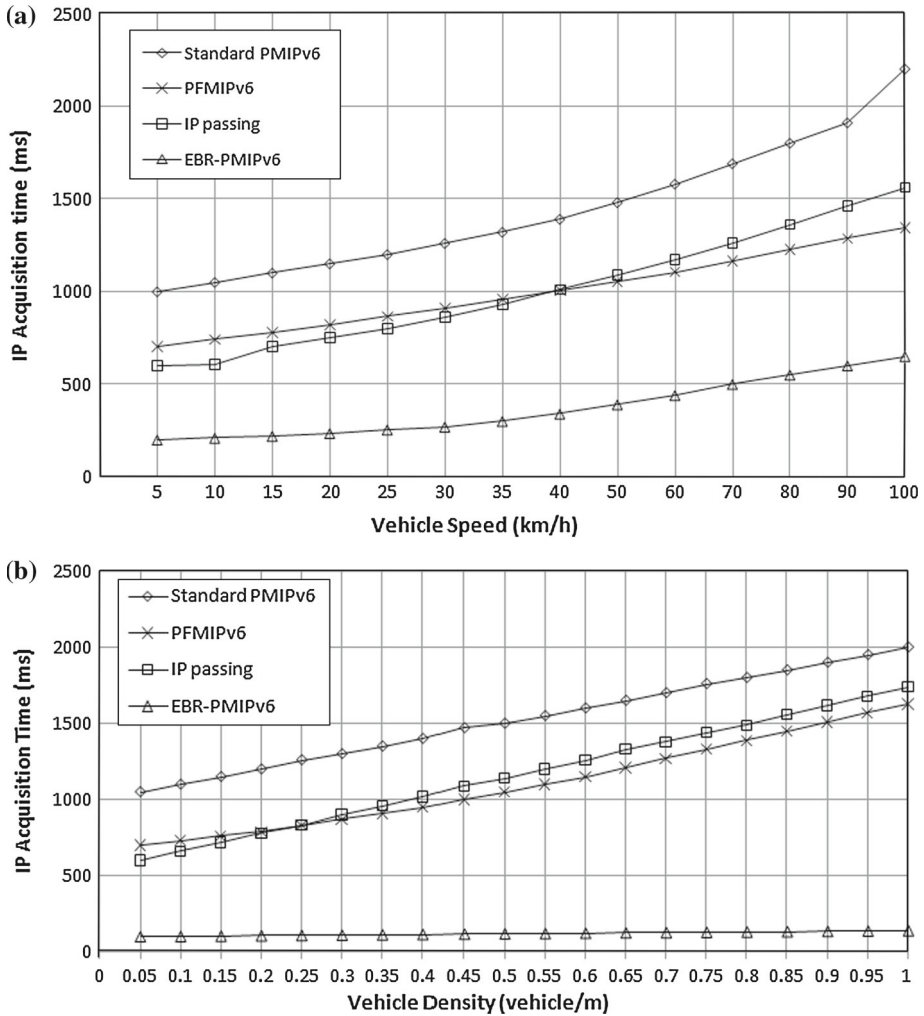 (a)
2500
2000
1500
1000
500
0
IP Acquisition time (ms)
Standard PMIPv6
PFMIPv6
IP passing
EBR-PMIPv6
5 10 15 20 25 30 35 40 50 60 70 80 90 100
Vehicle Speed (km/h)
(b)
2500
2000
1500
1000
500
0
IP Acquisition Time (ms)
Standard PMIPv6
PFMIPv6
IP passing
EBR-PMIPv6
0 0.05 0.1 0.15 0.2 0.25 0.3 0.35 0.4 0.45 0.5 0.55 0.6 0.65 0.7 0.75 0.8 0.85 0.9 0.95 1
Vehicle Density (vehicle/m)